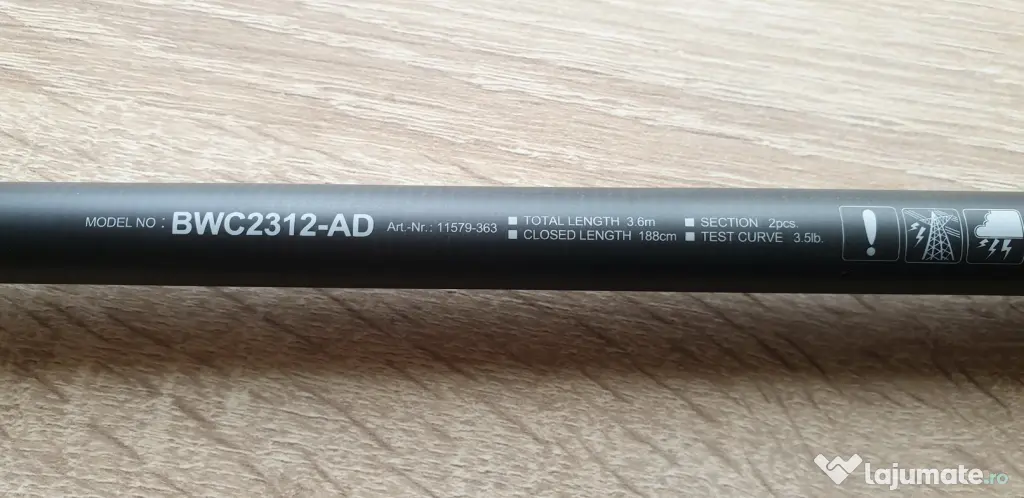 MODEL NO : BWC2312-AD Art.-Nr.: 11579-363
■ TOTAL LENGTH 3.6m ■ SECTION 2pcs.
■ CLOSED LENGTH 188cm ■ TEST CURVE 3.5lb.
lajumate.ro